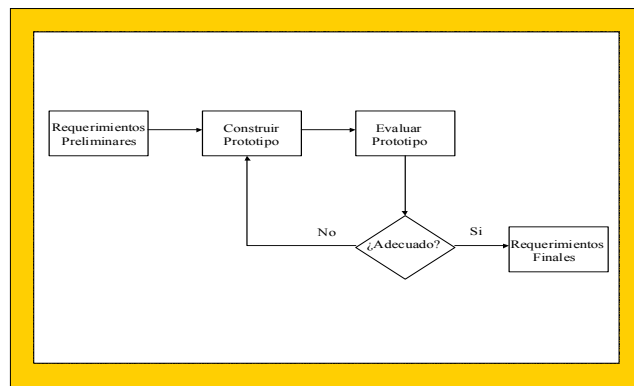 Requerimientos
Preliminares
Construir
Prototipo
Evaluar
Prototipo
¿Adecuado?
No
Si
Requerimientos
Finales